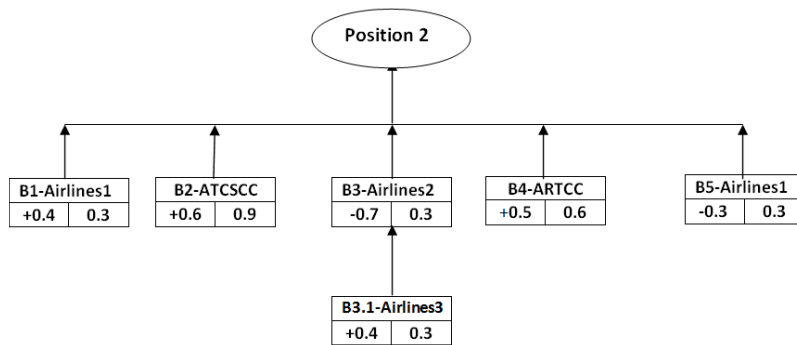 Position 2
B1-Airlines1
+0.4 0.3
B2-ATCSCC
+0.6 0.9
B3-Airlines2
-0.7 0.3
B4-ARTCC
+0.5 0.6
B5-Airlines1
-0.3 0.3
B3.1-Airlines3
+0.4 0.3